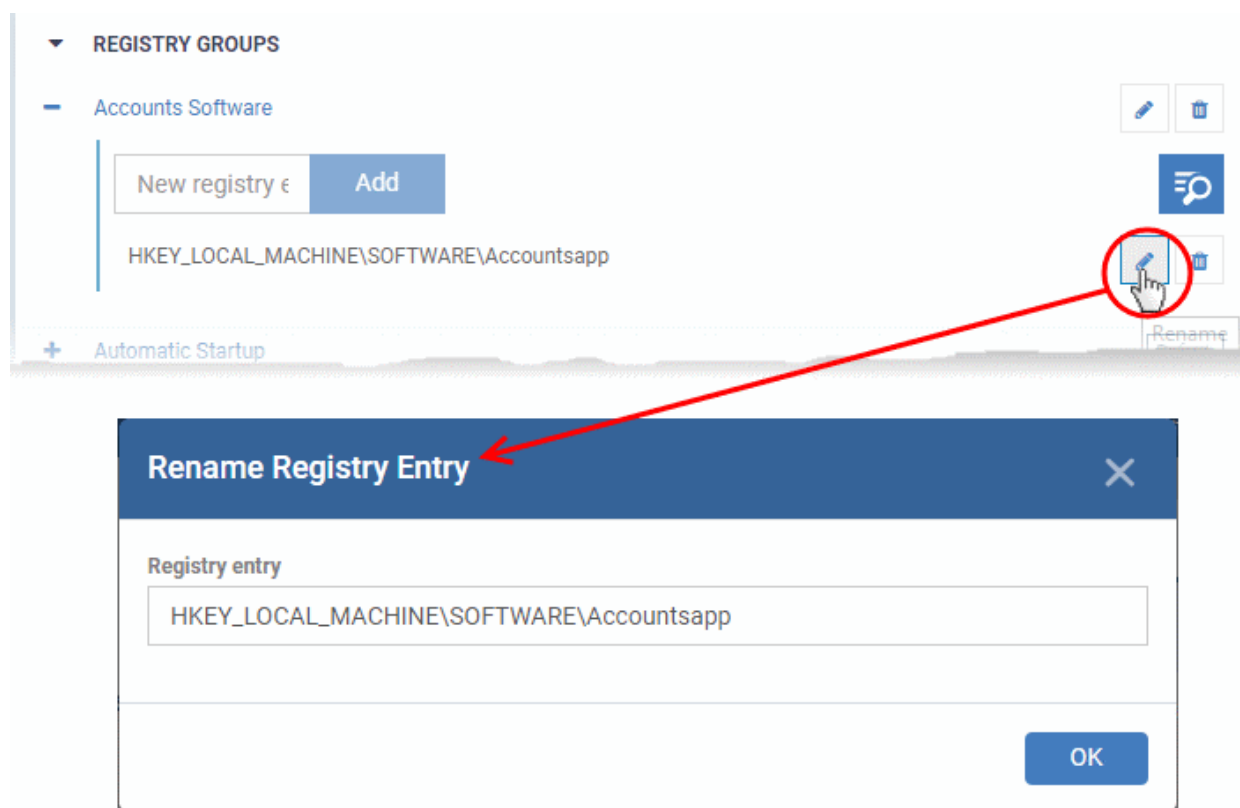 REGISTRY GROUPS
Accounts Software
New registry e
Add
HKEY_LOCAL_MACHINE\SOFTWARE\Accountsapp
Rename
Automatic Startup
Rename Registry Entry
Registry entry
HKEY_LOCAL_MACHINE\SOFTWARE\Accountsapp
OK